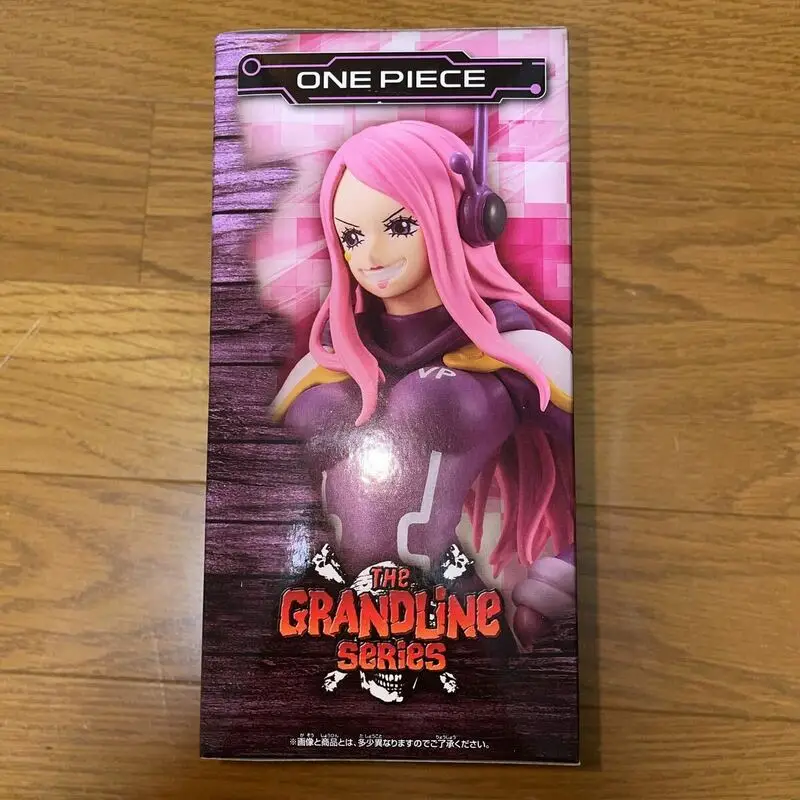 ONE PIECE
VP
THE
GRANDLINE
SERIES
※画像と商品とは、多少異なりますのでご了承ください。